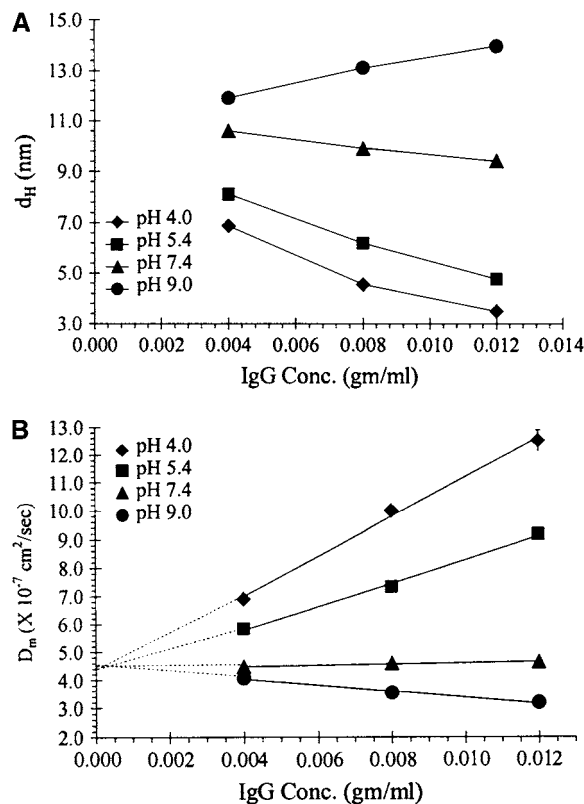 A
15.0
13.0
11.0
9.0
7.0
5.0
3.0
d_H (nm)
pH 4.0
pH 5.4
pH 7.4
pH 9.0
0.000 0.002 0.004 0.006 0.008 0.010 0.012 0.014
IgG Conc. (gm/ml)
B
13.0
12.0
11.0
10.0
9.0
8.0
7.0
6.0
5.0
4.0
3.0
2.0
D_m (X 10^-7 cm^2/sec)
pH 4.0
pH 5.4
pH 7.4
pH 9.0
0.000 0.002 0.004 0.006 0.008 0.010 0.012
IgG Conc. (gm/ml)